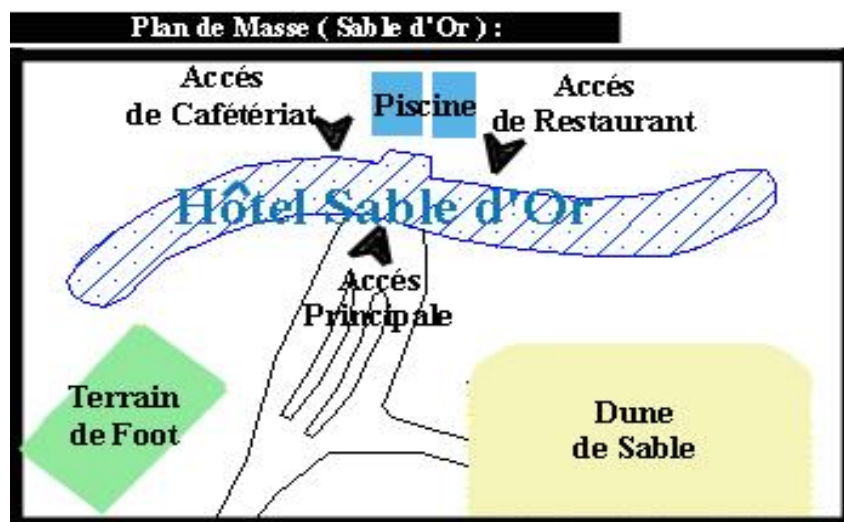 Plan de Masse ( Sable d'Or ) :
Accés
de Cafétériat
Piscine
Accés
de Restaurant
Hôtel Sable d'Or
Accés
Principale
Terrain
de Foot
Dune
de Sable